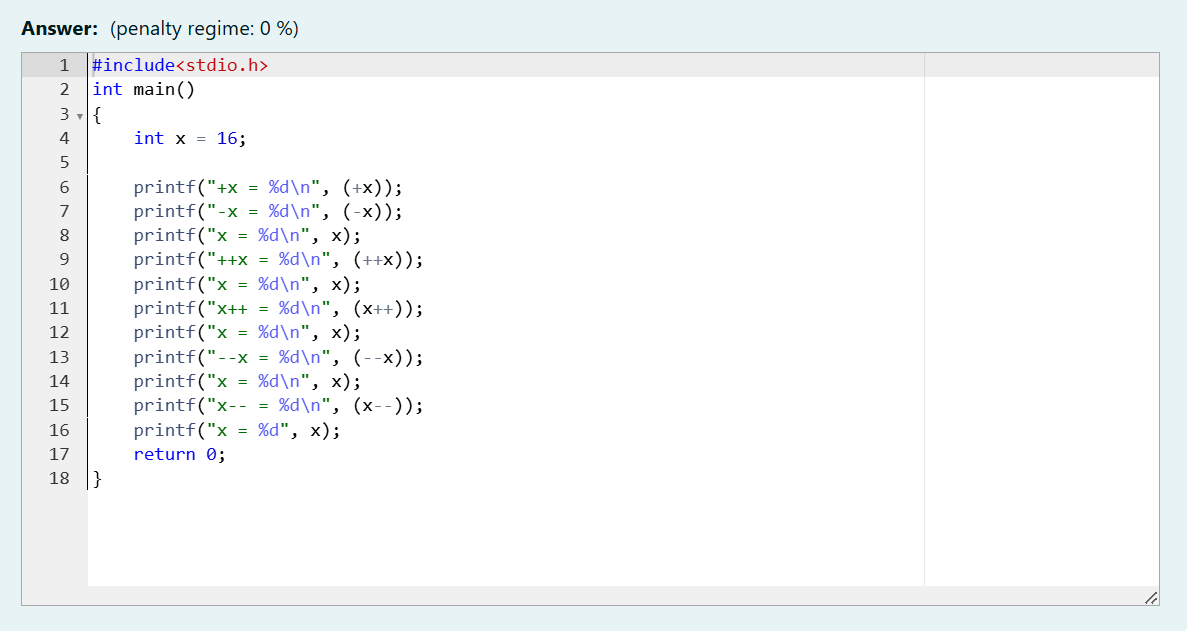 Answer: (penalty regime: 0 %)
1 #include<stdio.h>
2 int main()
3 {
4     int x = 16;
5
6     printf("+x = %d\n", (+x));
7     printf("-x = %d\n", (-x));
8     printf("x = %d\n", x);
9     printf("++x = %d\n", (++x));
10     printf("x = %d\n", x);
11     printf("x++ = %d\n", (x++));
12     printf("x = %d\n", x);
13     printf("--x = %d\n", (--x));
14     printf("x = %d\n", x);
15     printf("x-- = %d\n", (x--));
16     printf("x = %d", x);
17     return 0;
18 }